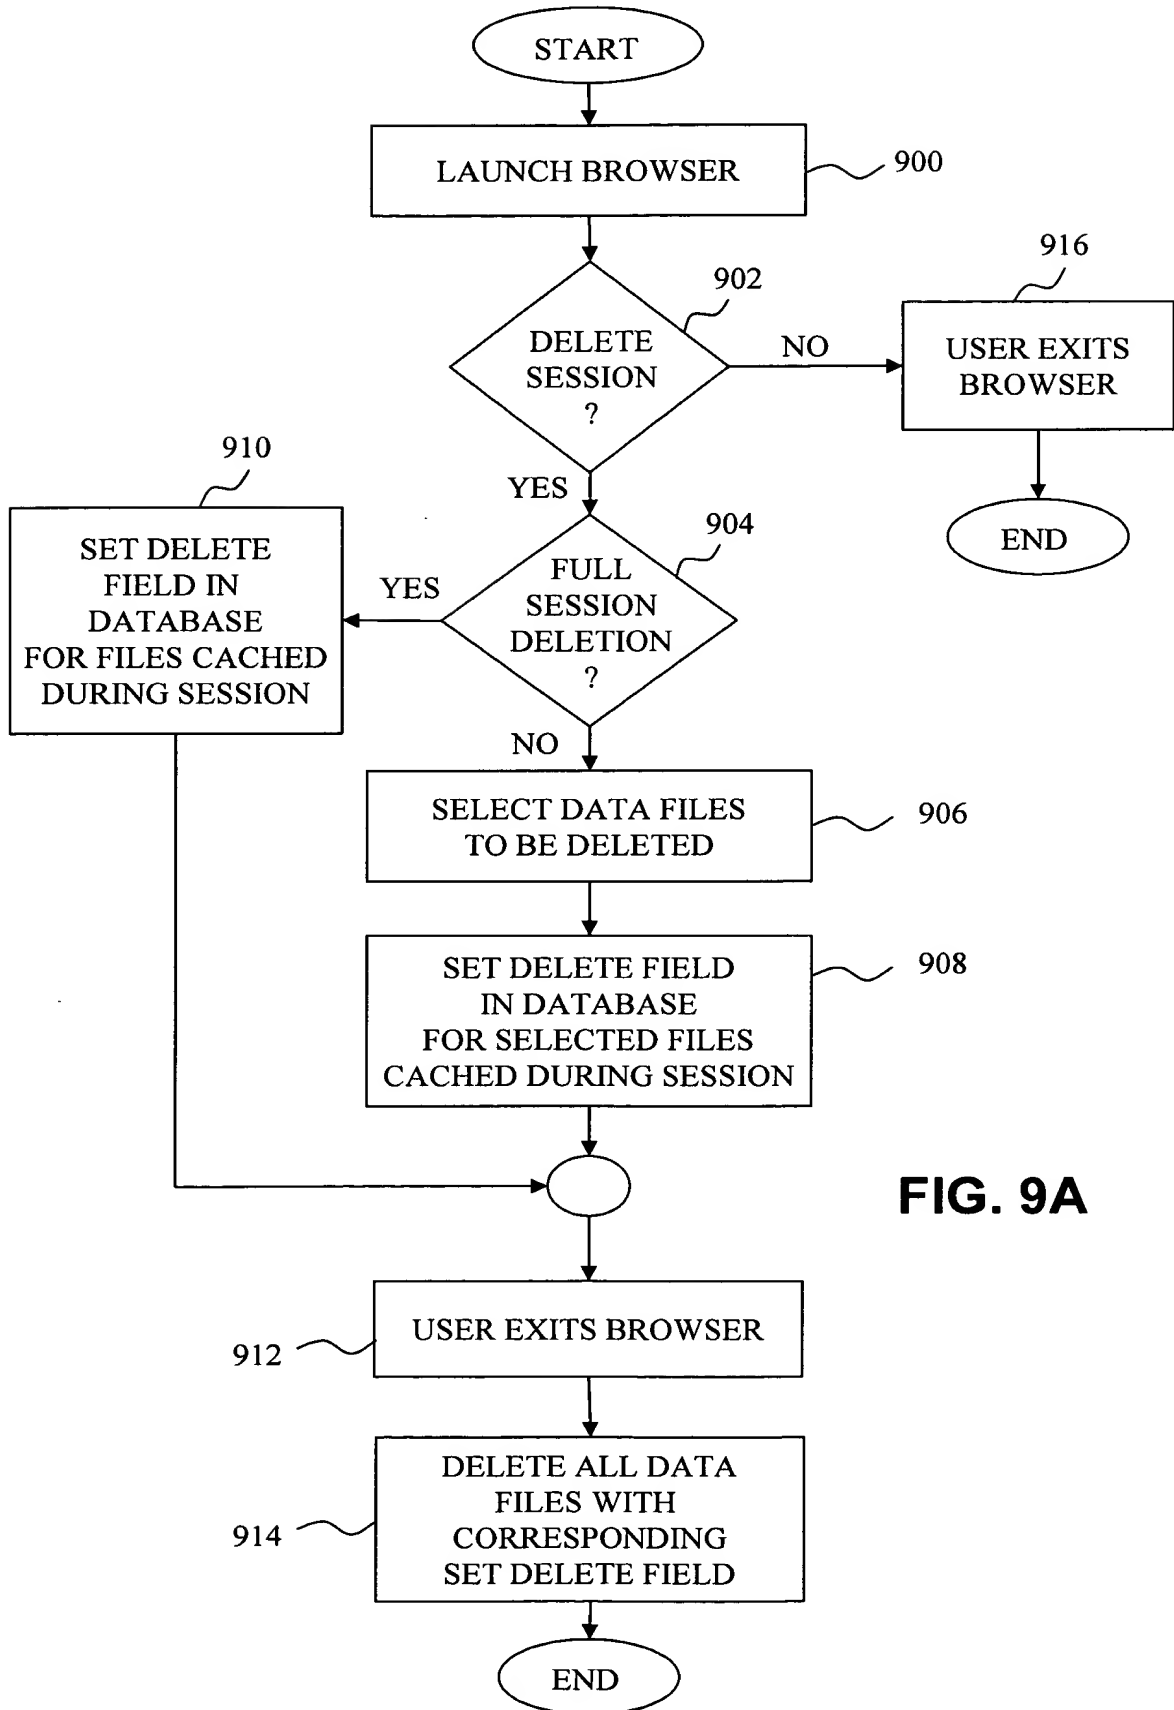 START
LAUNCH BROWSER
900
902
DELETE
SESSION
?
NO
916
USER EXITS
BROWSER
END
YES
910
SET DELETE
FIELD IN
DATABASE
FOR FILES CACHED
DURING SESSION
904
FULL
SESSION
DELETION
?
YES
NO
SELECT DATA FILES
TO BE DELETED
906
SET DELETE FIELD
IN DATABASE
FOR SELECTED FILES
CACHED DURING SESSION
908
FIG. 9A
USER EXITS BROWSER
912
DELETE ALL DATA
FILES WITH
CORRESPONDING
SET DELETE FIELD
914
END